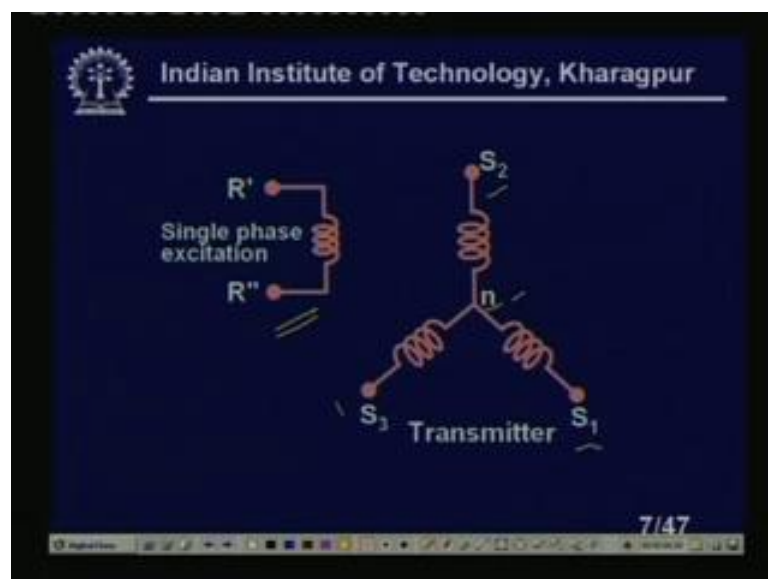 Indian Institute of Technology, Kharagpur
S2
R'
Single phase
excitation
R"
n
S3
S1
Transmitter
7/47